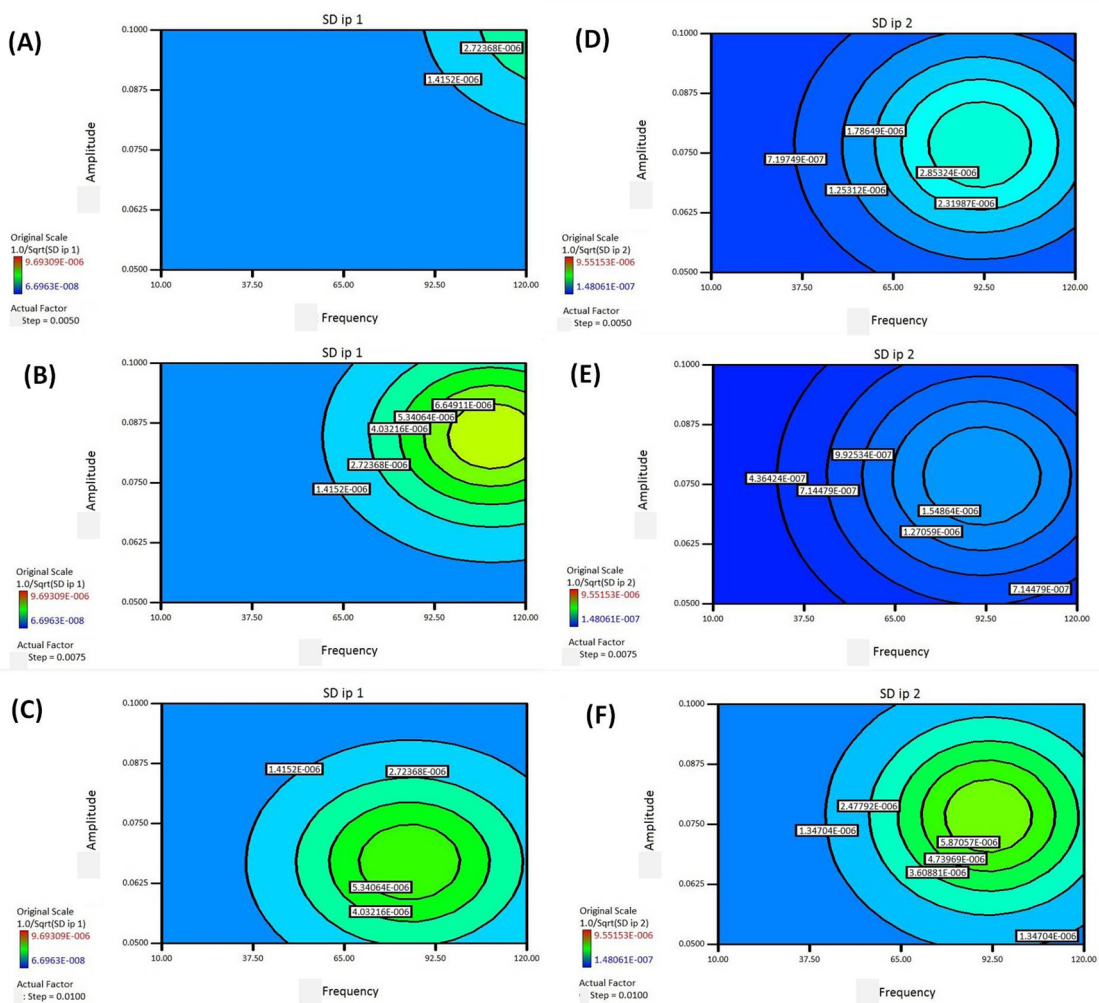 (A)
SD ip 1
0.1000
0.0875
0.0750
0.0625
0.0500
Amplitude
2.72368E-006
1.4152E-006
10.00 37.50 65.00 92.50 120.00
Frequency
Original Scale
1.0/Sqrt(SD ip 1)
9.69309E-006
6.6963E-008
Actual Factor
Step = 0.0050
(D)
SD ip 2
0.1000
0.0875
0.0750
0.0625
0.0500
Amplitude
1.78649E-006
7.19749E-007
2.85324E-006
1.25312E-006
2.31987E-006
10.00 37.50 65.00 92.50 120.00
Frequency
Original Scale
1.0/Sqrt(SD ip 2)
9.55153E-006
1.48061E-007
Actual Factor
Step = 0.0050
(B)
SD ip 1
0.1000
0.0875
0.0750
0.0625
0.0500
Amplitude
6.64911E-006
5.34064E-006
4.03216E-006
2.72368E-006
1.4152E-006
10.00 37.50 65.00 92.50 120.00
Frequency
Original Scale
1.0/Sqrt(SD ip 1)
9.69309E-006
6.6963E-008
Actual Factor
Step = 0.0075
(E)
SD ip 2
0.1000
0.0875
0.0750
0.0625
0.0500
Amplitude
9.92534E-007
4.36424E-007
7.14479E-007
1.54864E-006
1.27059E-006
7.14479E-007
10.00 37.50 65.00 92.50 120.00
Frequency
Original Scale
1.0/Sqrt(SD ip 2)
9.55153E-006
1.48061E-007
Actual Factor
Step = 0.0075
(C)
SD ip 1
0.1000
0.0875
0.0750
0.0625
0.0500
Amplitude
1.4152E-006
2.72368E-006
5.34064E-006
4.03216E-006
10.00 37.50 65.00 92.50 120.00
Frequency
Original Scale
1.0/Sqrt(SD ip 1)
9.69309E-006
6.6963E-008
Actual Factor
: Step = 0.0100
(F)
SD ip 2
0.1000
0.0875
0.0750
0.0625
0.0500
Amplitude
2.47792E-006
1.34704E-006
5.87057E-006
4.73969E-006
3.60881E-006
1.34704E-006
10.00 37.50 65.00 92.50 120.00
Frequency
Original Scale
1.0/Sqrt(SD ip 2)
9.55153E-006
1.48061E-007
Actual Factor
Step = 0.0100